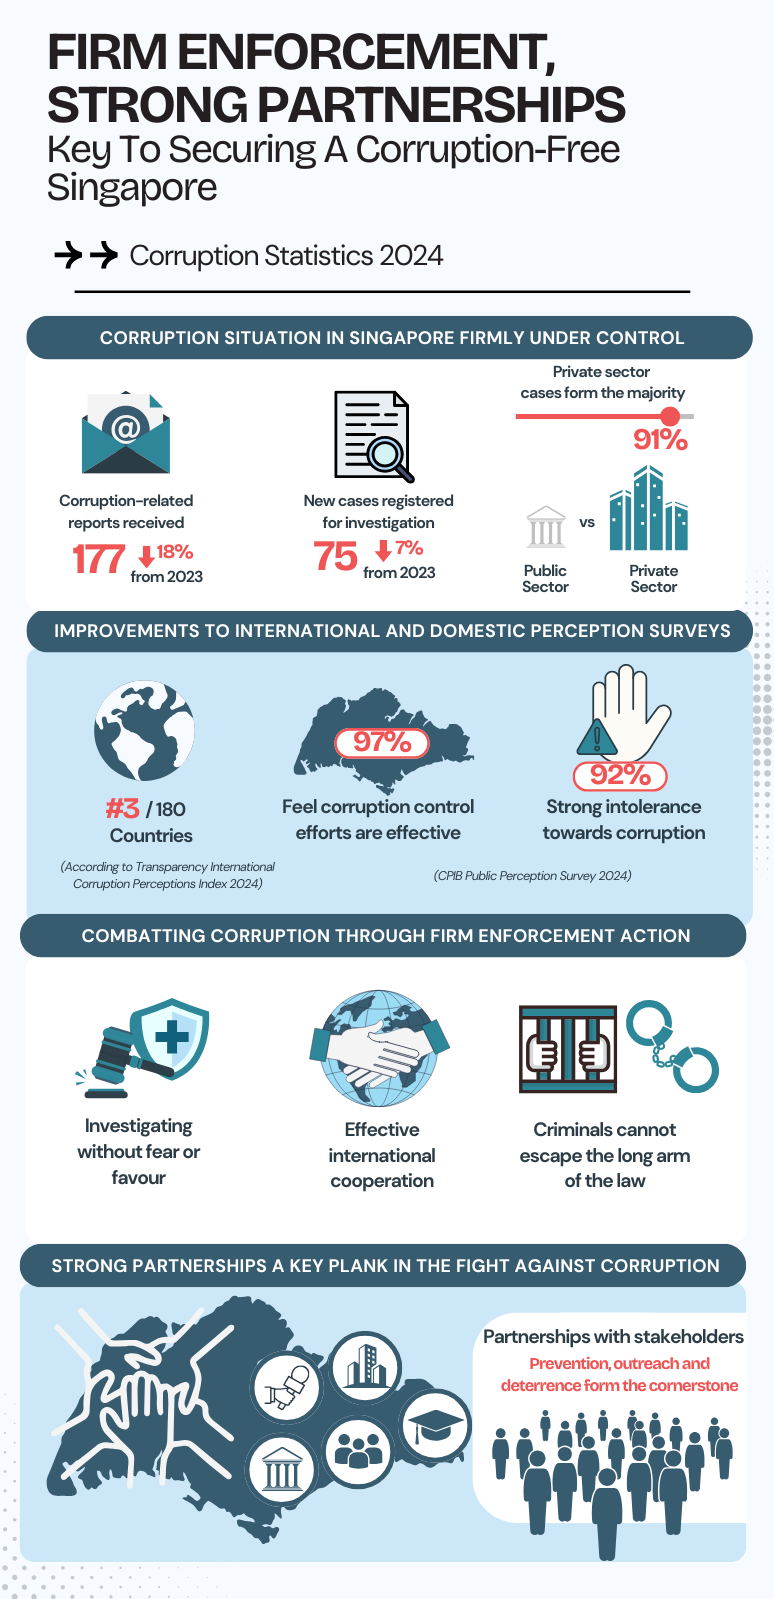 FIRM ENFORCEMENT,
STRONG PARTNERSHIPS
Key To Securing A Corruption-Free
Singapore
Corruption Statistics 2024
CORRUPTION SITUATION IN SINGAPORE FIRMLY UNDER CONTROL
@
Corruption-related
reports received
177
18%
from 2023
New cases registered
for investigation
75
7%
from 2023
Private sector
cases form the majority
91%
vs
Public
Sector
Private
Sector
IMPROVEMENTS TO INTERNATIONAL AND DOMESTIC PERCEPTION SURVEYS
#3 / 180
Countries
(According to Transparency International
Corruption Perceptions Index 2024)
97%
Feel corruption control
efforts are effective
!
92%
Strong intolerance
towards corruption
(CPIB Public Perception Survey 2024)
COMBATTING CORRUPTION THROUGH FIRM ENFORCEMENT ACTION
Investigating
without fear or
favour
Effective
international
cooperation
Criminals cannot
escape the long arm
of the law
STRONG PARTNERSHIPS A KEY PLANK IN THE FIGHT AGAINST CORRUPTION
Partnerships with stakeholders
Prevention, outreach and
deterrence form the cornerstone